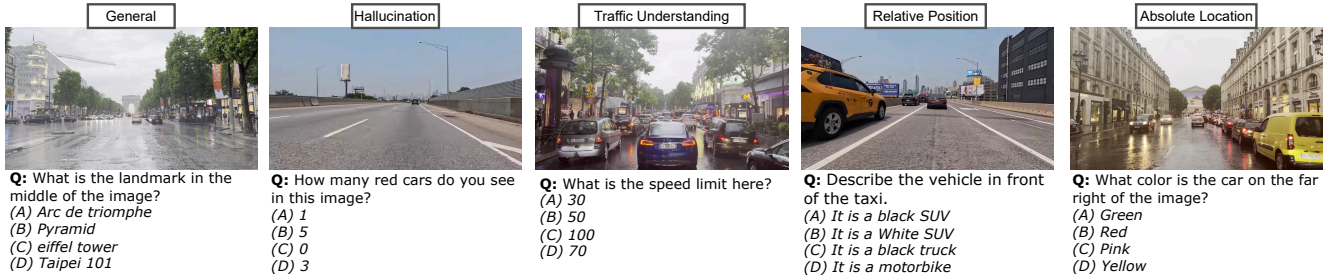 General
Hallucination
Traffic Understanding
Relative Position
Absolute Location
Q: What is the landmark in the
middle of the image?
(A) Arc de triomphe
(B) Pyramid
(C) eiffel tower
(D) Taipei 101
Q: How many red cars do you see
in this image?
(A) 1
(B) 5
(C) 0
(D) 3
Q: What is the speed limit here?
(A) 30
(B) 50
(C) 100
(D) 70
Q: Describe the vehicle in front
of the taxi.
(A) It is a black SUV
(B) It is a White SUV
(C) It is a black truck
(D) It is a motorbike
Q: What color is the car on the far
right of the image?
(A) Green
(B) Red
(C) Pink
(D) Yellow